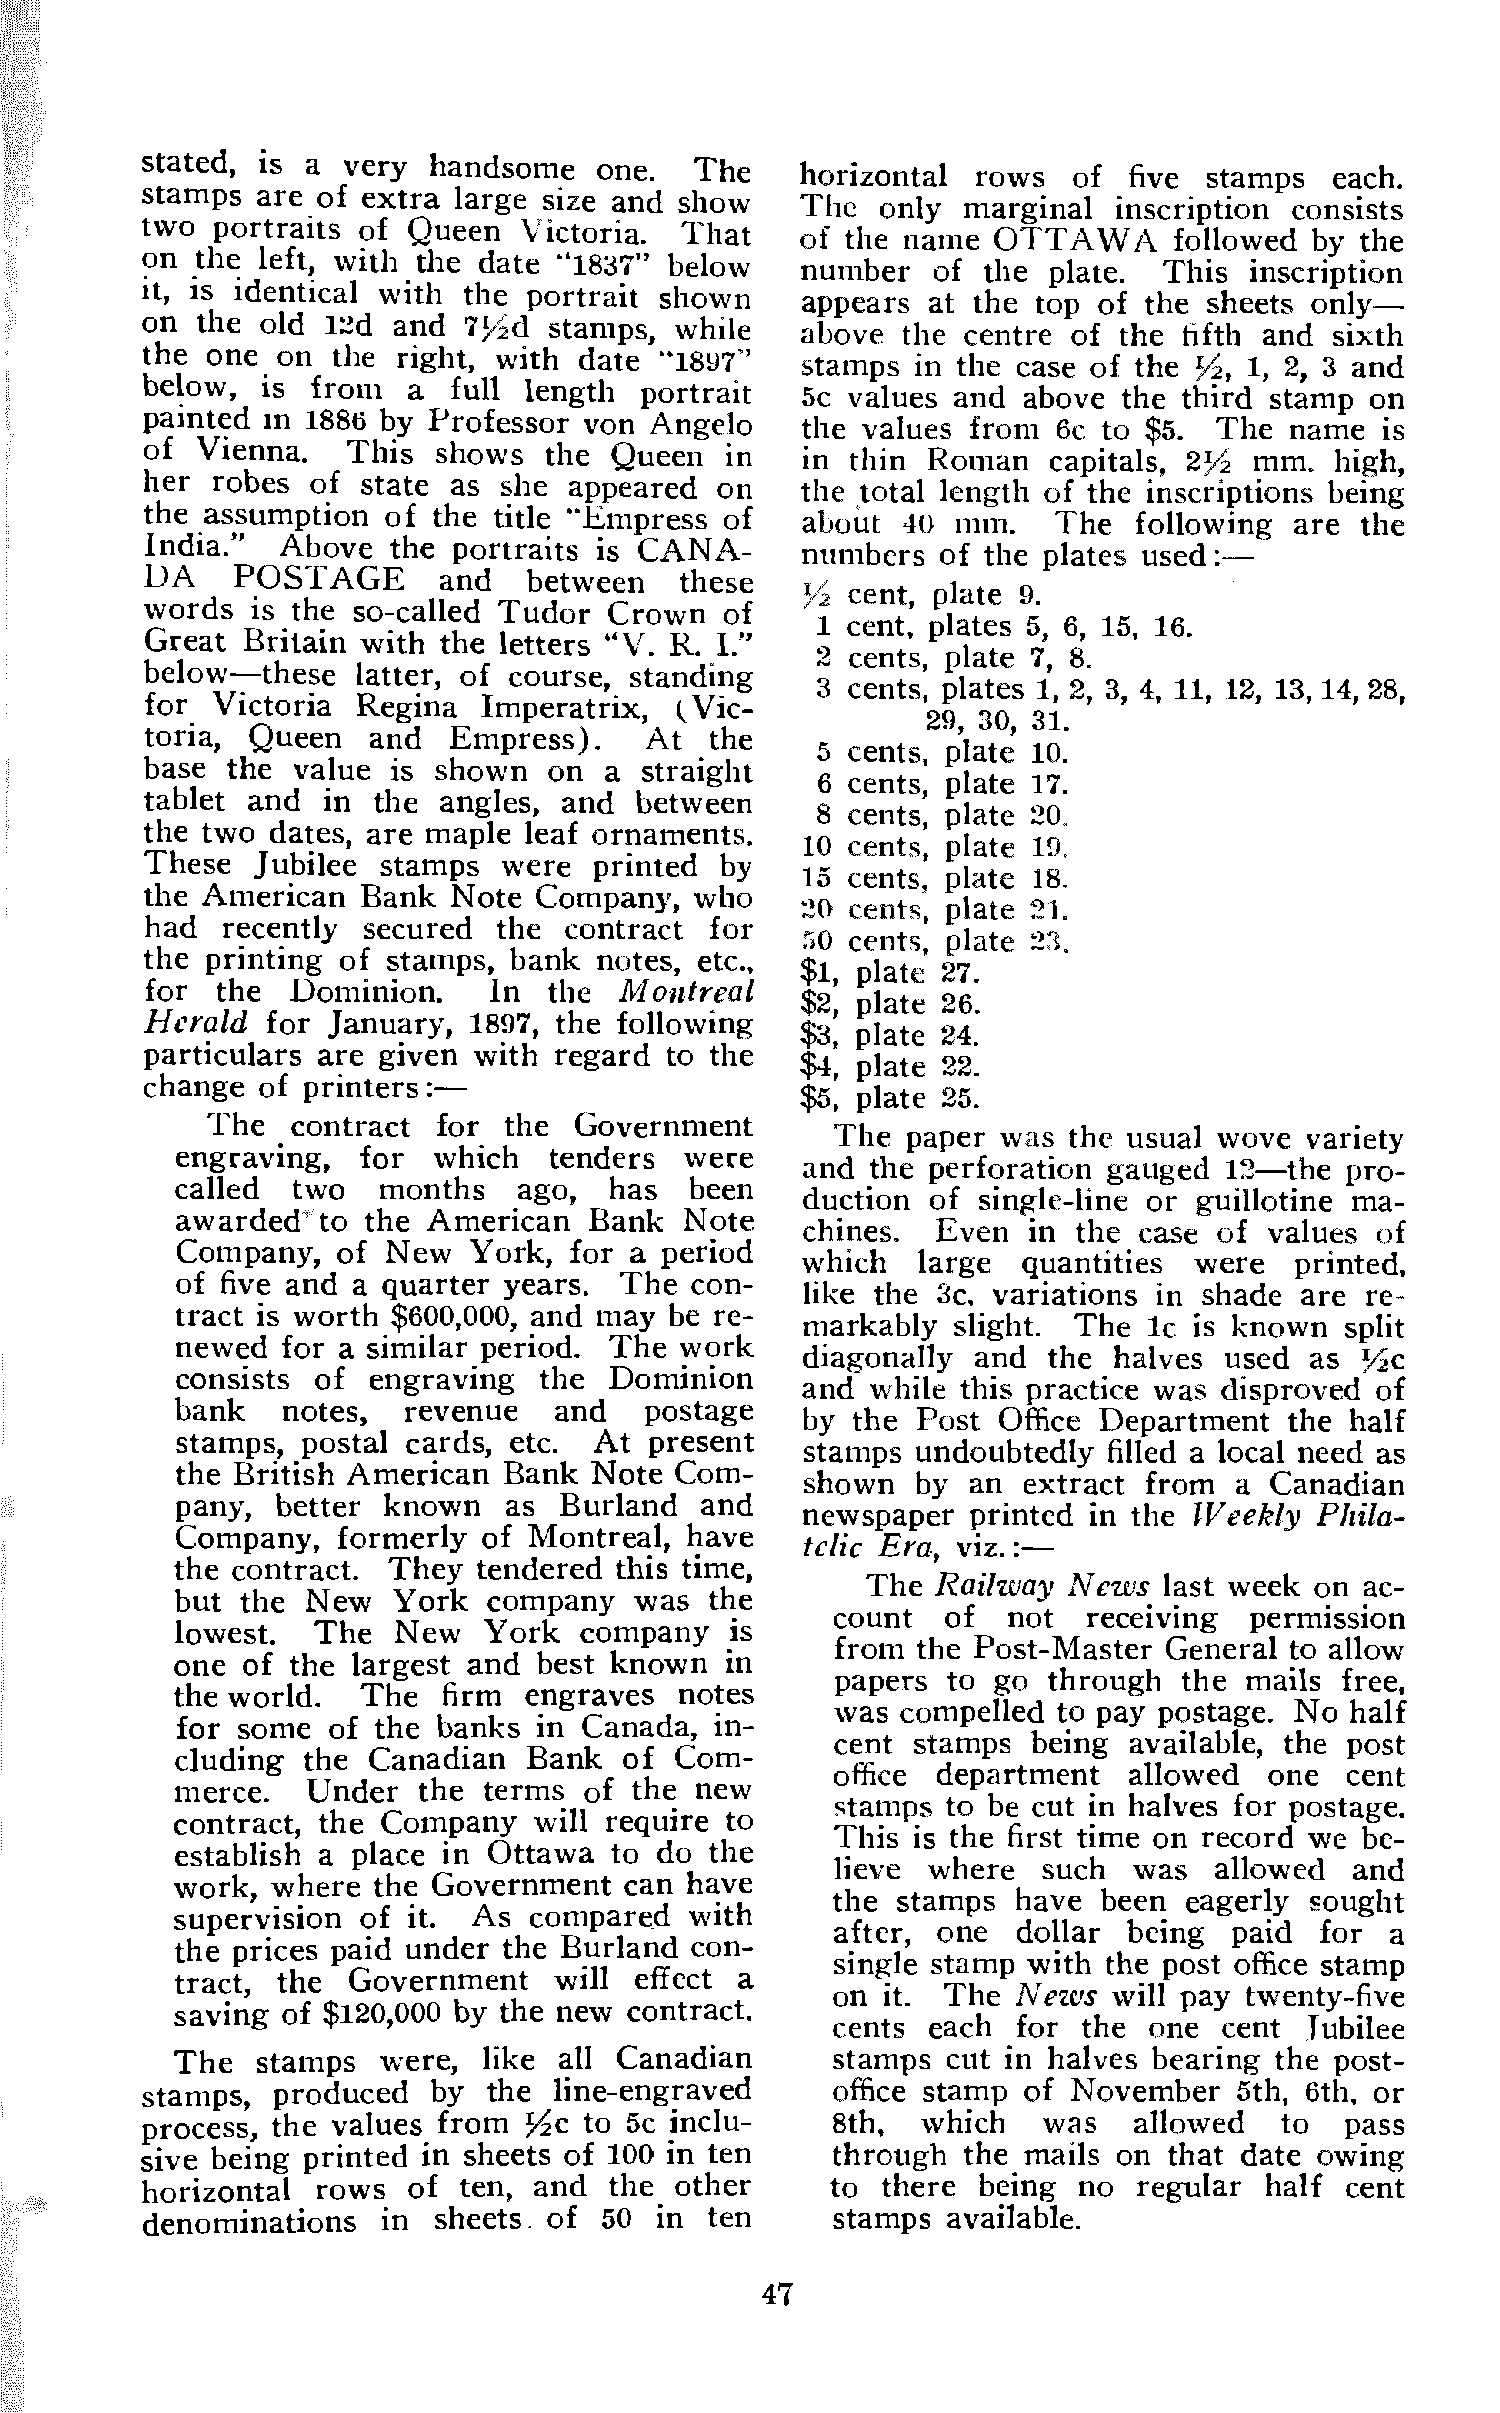 stated, is a very handsome one. The
stamps are of extra large size and show
two portraits of Queen Victoria. That
on the left, with the date "1837" below
it, is identical with the portrait shown
on the old 12d and 7½d stamps, while
the one on the right, with date "1897"
below, is from a full length portrait
painted in 1886 by Professor von Angelo
of Vienna. This shows the Queen in
her robes of state as she appeared on
the assumption of the title "Empress of
India." Above the portraits is CANA-
DA POSTAGE and between these
words is the so-called Tudor Crown of
Great Britain with the letters "V. R. I."
below—these latter, of course, standing
for Victoria Regina Imperatrix, (Vic-
toria, Queen and Empress). At the
base the value is shown on a straight
tablet and in the angles, and between
the two dates, are maple leaf ornaments.
These Jubilee stamps were printed by
the American Bank Note Company, who
had recently secured the contract for
the printing of stamps, bank notes, etc.,
for the Dominion. In the Montreal
Herald for January, 1897, the following
particulars are given with regard to the
change of printers:—
The contract for the Government
engraving, for which tenders were
called two months ago, has been
awarded to the American Bank Note
Company, of New York, for a period
of five and a quarter years. The con-
tract is worth $600,000, and may be re-
newed for a similar period. The work
consists of engraving the Dominion
bank notes, revenue and postage
stamps, postal cards, etc. At present
the British American Bank Note Com-
pany, better known as Burland and
Company, formerly of Montreal, have
the contract. They tendered this time,
but the New York company was the
lowest. The New York company is
one of the largest and best known in
the world. The firm engraves notes
for some of the banks in Canada, in-
cluding the Canadian Bank of Com-
merce. Under the terms of the new
contract, the Company will require to
establish a place in Ottawa to do the
work, where the Government can have
supervision of it. As compared with
the prices paid under the Burland con-
tract, the Government will effect a
saving of $120,000 by the new contract.
The stamps were, like all Canadian
stamps, produced by the line-engraved
process, the values from ½c to 5c inclu-
sive being printed in sheets of 100 in ten
horizontal rows of ten, and the other
denominations in sheets. of 50 in ten
horizontal rows of five stamps each.
The only marginal inscription consists
of the name OTTAWA followed by the
number of the plate. This inscription
appears at the top of the sheets only—
above the centre of the fifth and sixth
stamps in the case of the ½, 1, 2, 3 and
5c values and above the third stamp on
the values from 6c to $5. The name is
in thin Roman capitals, 2½ mm. high,
the total length of the inscriptions being
about 40 mm. The following are the
numbers of the plates used:—
½ cent, plate 9.
1 cent, plates 5, 6, 15, 16.
2 cents, plate 7, 8.
3 cents, plates 1, 2, 3, 4, 11, 12, 13, 14, 28,
29, 30, 31.
5 cents, plate 10.
6 cents, plate 17.
8 cents, plate 20.
10 cents, plate 19.
15 cents, plate 18.
20 cents, plate 21.
50 cents, plate 23.
$1, plate 27.
$2, plate 26.
$3, plate 24.
$4, plate 22.
$5, plate 25.
The paper was the usual wove variety
and the perforation gauged 12—the pro-
duction of single-line or guillotine ma-
chines. Even in the case of values of
which large quantities were printed,
like the 3c, variations in shade are re-
markably slight. The 1c is known split
diagonally and the halves used as ½c
and while this practice was disproved of
by the Post Office Department the half
stamps undoubtedly filled a local need as
shown by an extract from a Canadian
newspaper printed in the Weekly Phila-
telic Era, viz.:—
The Railway News last week on ac-
count of not receiving permission
from the Post-Master General to allow
papers to go through the mails free,
was compelled to pay postage. No half
cent stamps being available, the post
office department allowed one cent
stamps to be cut in halves for postage.
This is the first time on record we be-
lieve where such was allowed and
the stamps have been eagerly sought
after, one dollar being paid for a
single stamp with the post office stamp
on it. The News will pay twenty-five
cents each for the one cent Jubilee
stamps cut in halves bearing the post-
office stamp of November 5th, 6th, or
8th, which was allowed to pass
through the mails on that date owing
to there being no regular half cent
stamps available.
47